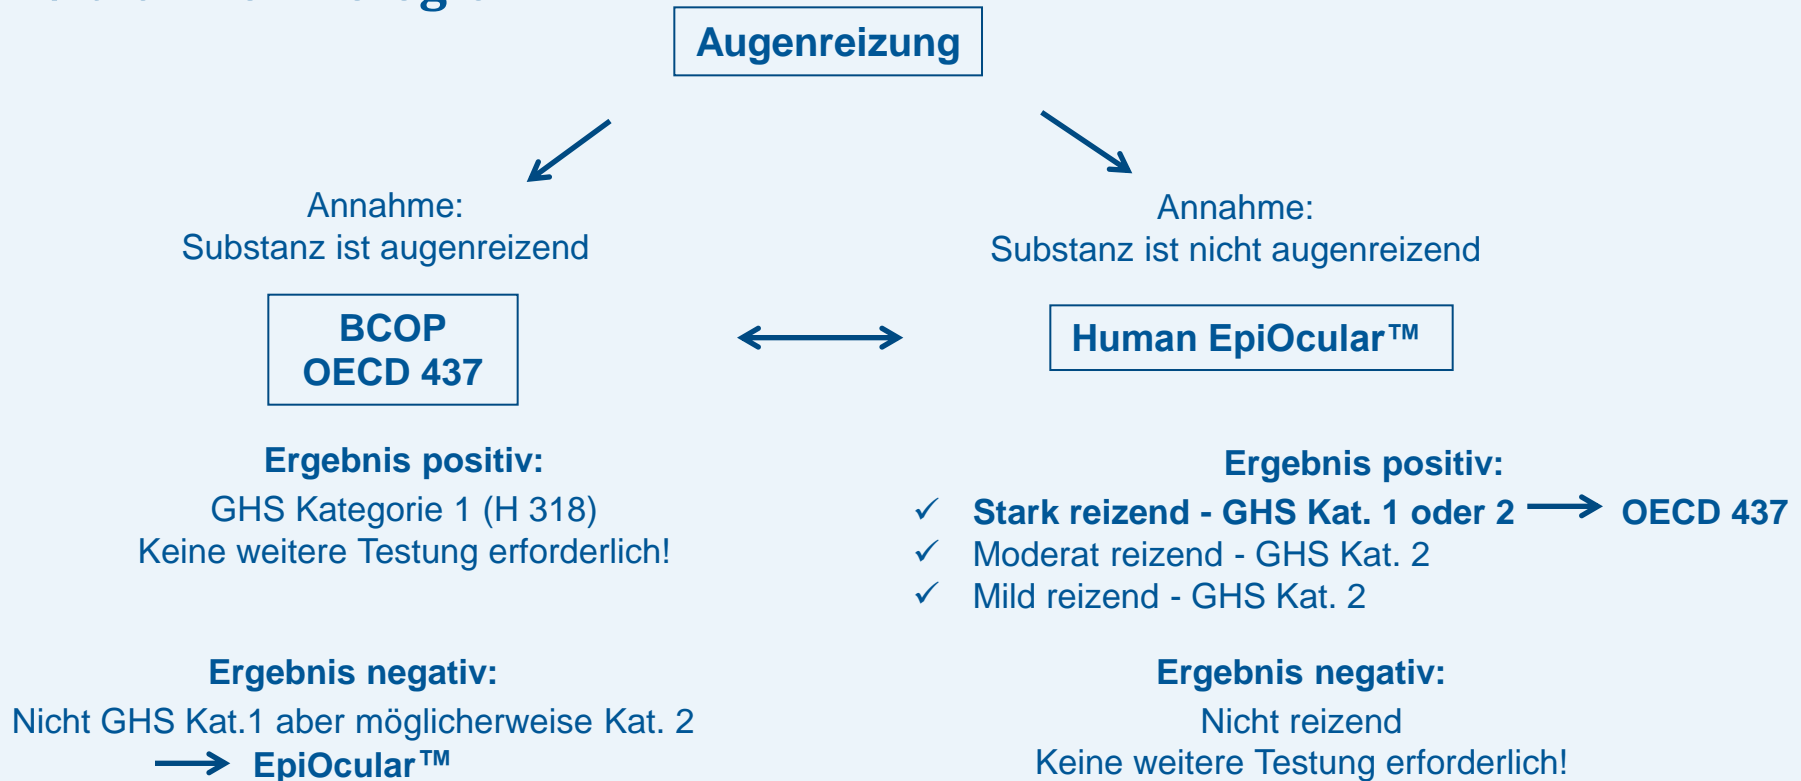 Augenreizung
Annahme:
Substanz ist augenreizend
BCOP
OECD 437
Ergebnis positiv:
GHS Kategorie 1 (H 318)
Keine weitere Testung erforderlich!
Ergebnis negativ:
Nicht GHS Kat.1 aber möglicherweise Kat. 2
→ EpiOcular™
Annahme:
Substanz ist nicht augenreizend
Human EpiOcular™
Ergebnis positiv:
✓ Stark reizend - GHS Kat. 1 oder 2 → OECD 437
✓ Moderat reizend - GHS Kat. 2
✓ Mild reizend - GHS Kat. 2
Ergebnis negativ:
Nicht reizend
Keine weitere Testung erforderlich!